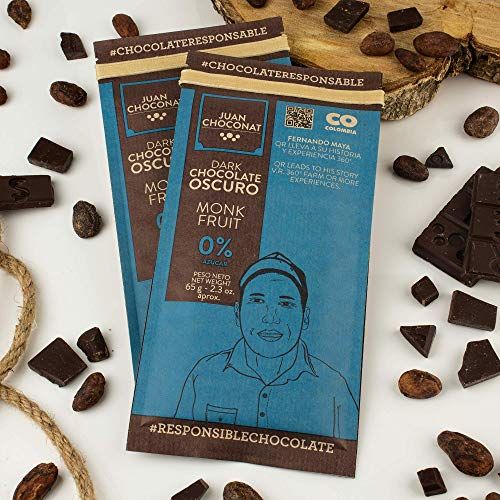 #CHOCOLATERESPONSABLE
#CHOCOLATERESPONSABLE
JUAN
CHOCONAT
DARK
CHOCOLATE
OSCURO
MONK
FRUIT
0%
AZÚCAR
PESO NETO
NET WEIGHT
65 g - 2.3 oz.
aprox.
CO
COLOMBIA
FERNANDO MAYA
QR LLEVA A SU HISTORIA
Y EXPERIENCIA 360°
QR LEADS TO HIS STORY
V.R. 360° FARM OR MORE
EXPERIENCES.
#RESPONSIBLECHOCOLATE